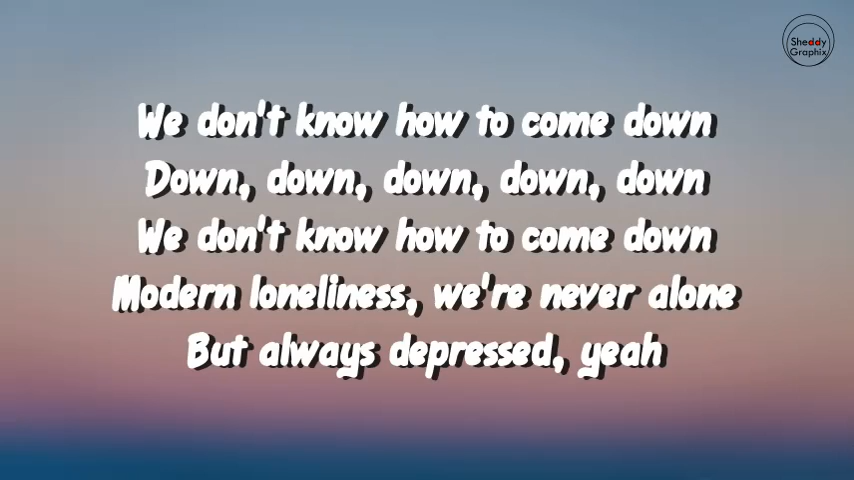 Sheddy
Graphix
We don't know how to come down
Down, down, down, down, down
We don't know how to come down
Modern loneliness, we're never alone
But always depressed, yeah